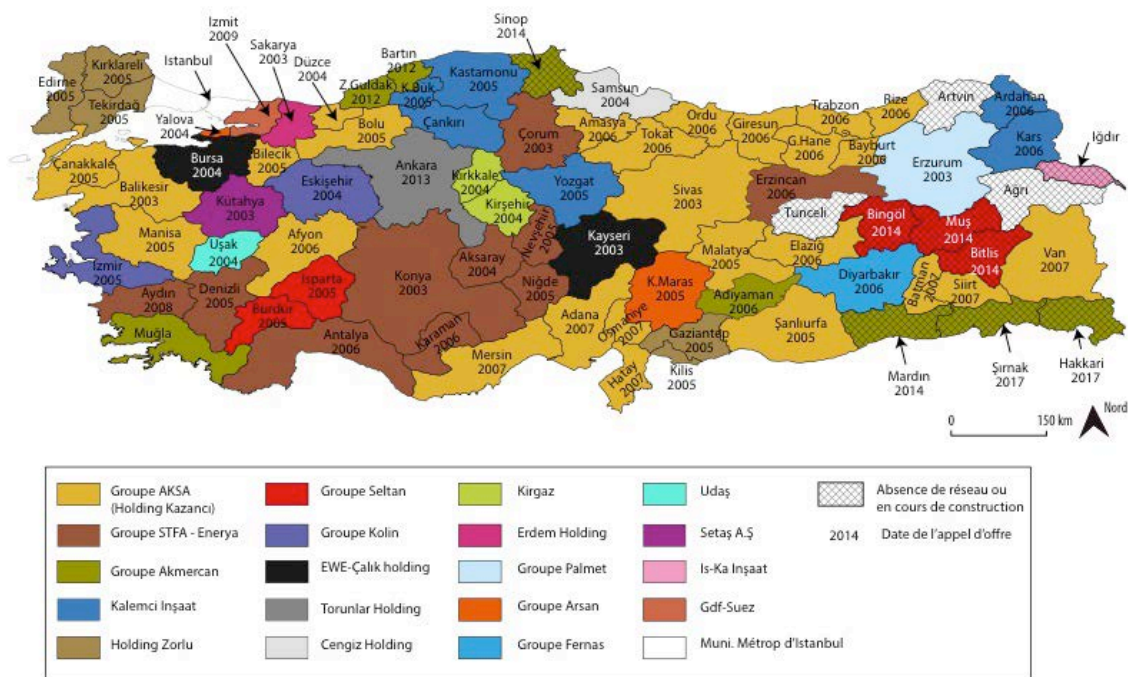 Izmit
2009
Sakarya
2003
Istanbul
Düzce
2004
Bartın
2012
Sinop
2014
Kırklareli
2005
Edirne
2005
Tekirdağ
2005
Z.Guldak
2012
K.Buk
2005
Kastamonu
2005
Samsun
2004
Yalova
2004
Bolu
2005
Çankırı
Çorum
2003
Amasya
2006
Tokat
2006
Ordu
2006
Giresun
2006
Trabzon
2006
Rize
2006
Artvin
Ardahan
2006
Kars
2006
Iğdır
G.Hane
2006
Bayburt
2006
Erzurum
2003
Ağrı
Çanakkale
2005
Bursa
2004
Bilecik
2005
Balikesir
2003
Kütahya
2003
Eskişehir
2004
Ankara
2013
Kırıkkale
2004
Kirşehir
2004
Yozgat
2005
Sivas
2005
Erzincan
2006
Tunceli
Bingöl
2014
Muş
2014
Bitlis
2014
Van
2007
Manisa
2005
Uşak
2004
Afyon
2006
Izmir
2005
Aydın
2008
Denizli
2005
Isparta
2005
Burdur
2005
Konya
2003
Aksaray
2004
Nevşehir
2005
Niğde
2005
Kayseri
2003
Malatya
2005
Elaziğ
2006
Diyarbakır
2006
Batman
2007
Siirt
2007
K.Maras
2005
Adiyaman
2006
Muğla
Antalya
2006
Karaman
2006
Mersin
2007
Adana
2007
Osmaniye
2007
Gaziantep
2005
Şanlıurfa
2005
Hatay
2007
Kilis
2005
Mardın
2014
Şırnak
2017
Hakkari
2017
0 150 km
Nord
Groupe AKSA
(Holding Kazancı)
Groupe STFA - Enerya
Groupe Akmercan
Kalemci Inşaat
Holding Zorlu
Groupe Seltan
Groupe Kolin
EWE-Çalık holding
Torunlar Holding
Cengiz Holding
Kirgaz
Erdem Holding
Groupe Palmet
Groupe Arsan
Groupe Fernas
Udaş
Setaş A.Ş
Is-Ka Inşaat
Gdf-Suez
Muni. Métrop d'Istanbul
Absence de réseau ou
en cours de construction
2014 Date de l'appel d'offre